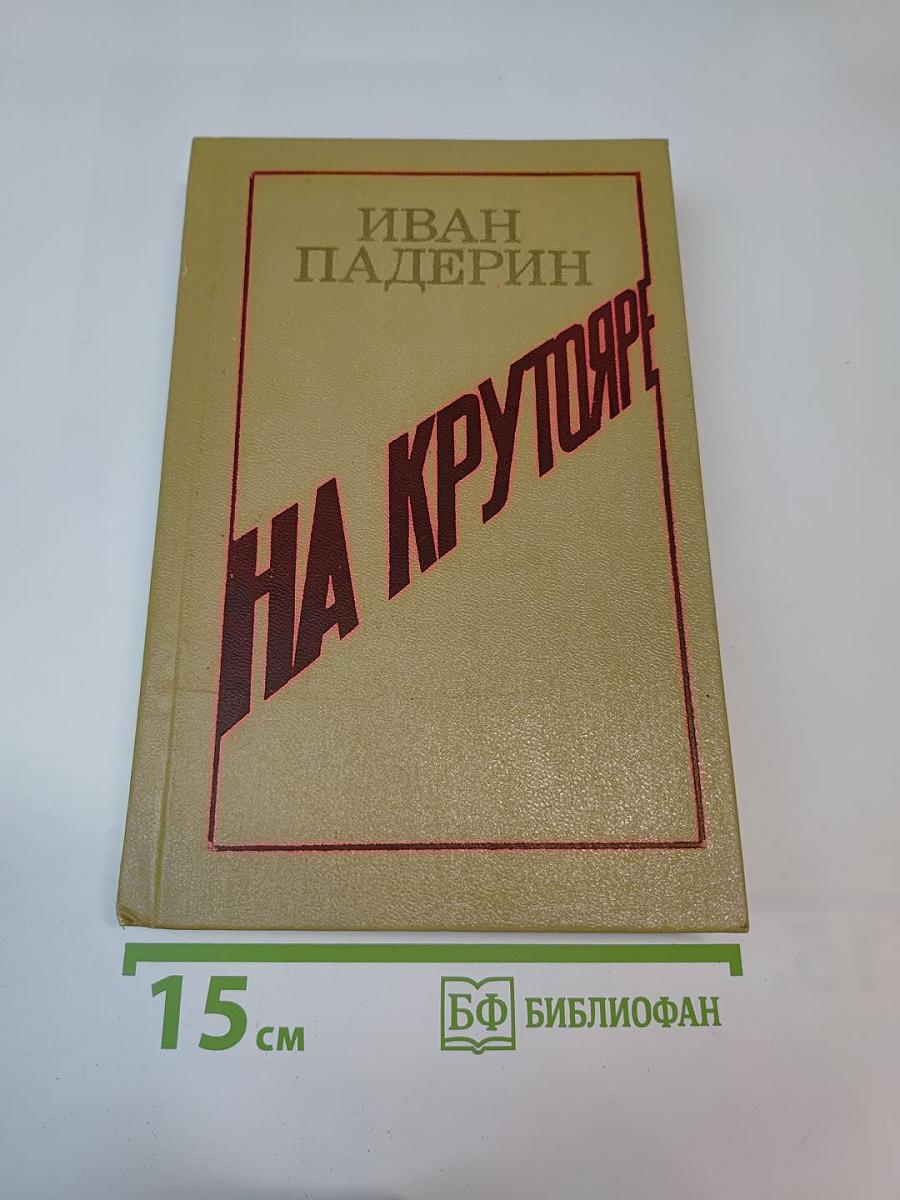 ИВАН
ПАДЕРИН
НА КРУТОЯРЕ
15 см
БФ БИБЛИОФАН